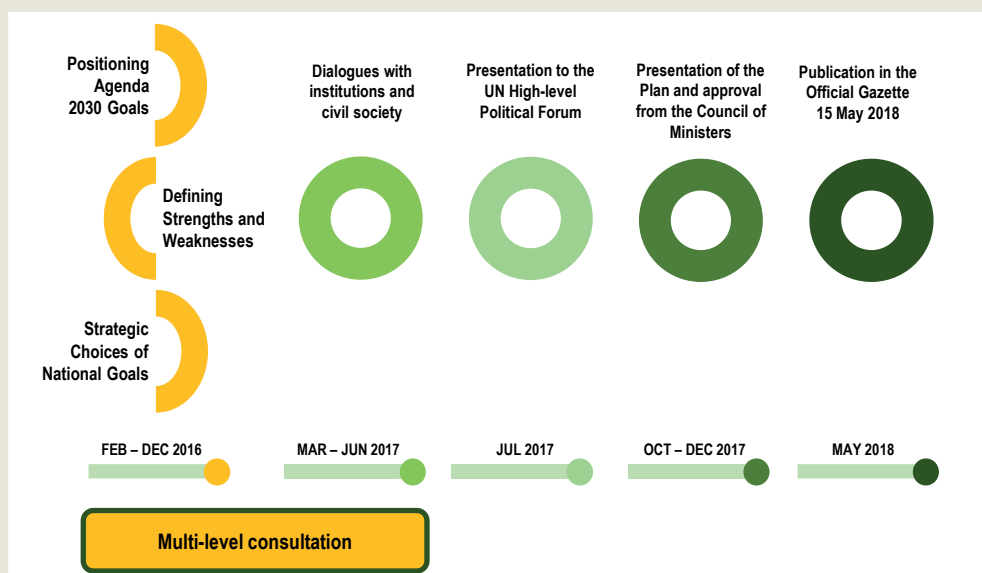 Positioning
Agenda
2030 Goals
Defining
Strengths and
Weaknesses
Strategic
Choices of
National Goals
Dialogues with
institutions and
civil society
Presentation to the
UN High-level
Political Forum
Presentation of the
Plan and approval
from the Council of
Ministers
Publication in the
Official Gazette
15 May 2018
FEB – DEC 2016
MAR – JUN 2017
JUL 2017
OCT – DEC 2017
MAY 2018
Multi-level consultation